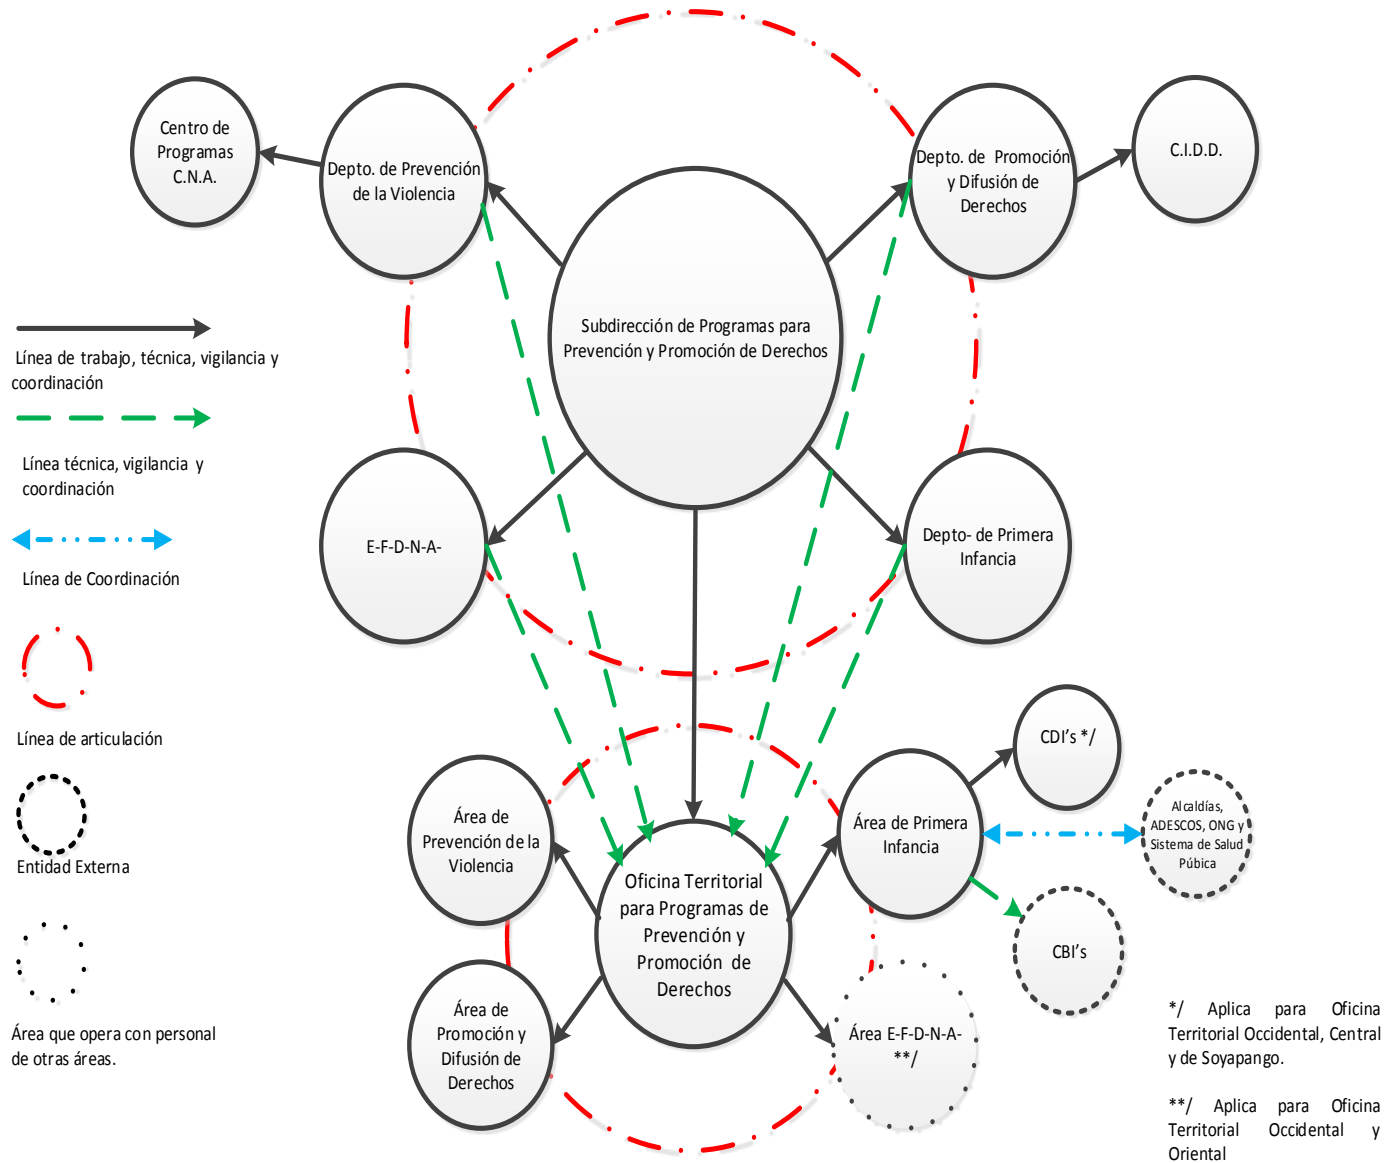 Centro de
Programas
C.N.A.
Depto. de Prevención
de la Violencia
Depto. de Promoción
y Difusión de
Derechos
C.I.D.D.
Subdirección de Programas para
Prevención y Promoción de Derechos
Línea de trabajo, técnica, vigilancia y
coordinación
Línea técnica, vigilancia y
coordinación
Línea de Coordinación
Línea de articulación
Entidad Externa
Área que opera con personal
de otras áreas.
E-F-D-N-A-
Depto- de Primera
Infancia
Área de
Prevención de la
Violencia
Oficina Territorial
para Programas de
Prevención y
Promoción de
Derechos
Área de Primera
Infancia
CDI's */
Alcaldías,
ADESCOS, ONG y
Sistema de Salud
Púbica
CBI's
Área de
Promoción y
Difusión de
Derechos
Área E-F-D-N-A-
**/
*/ Aplica para Oficina
Territorial Occidental, Central
y de Soyapango.
**/ Aplica para Oficina
Territorial Occidental y
Oriental